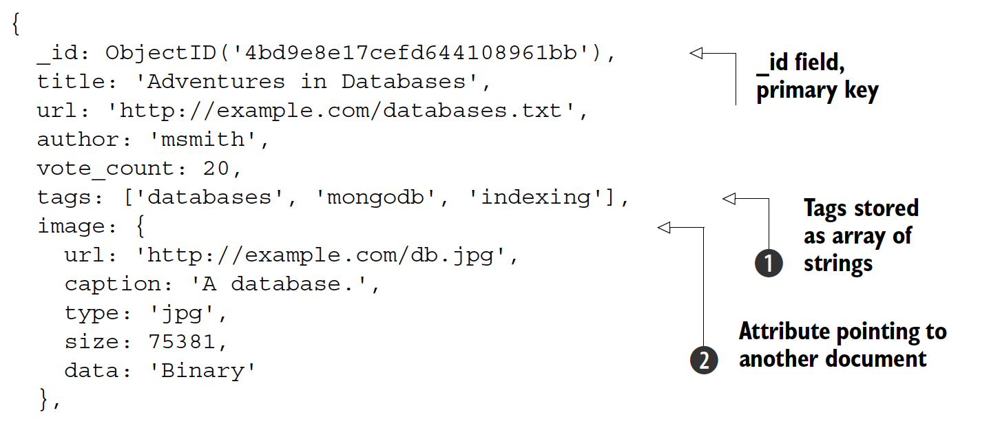 {
  _id: ObjectID('4bd9e8e17cefd644108961bb'),
  title: 'Adventures in Databases',
  url: 'http://example.com/databases.txt',
  author: 'msmith',
  vote_count: 20,
  tags: ['databases', 'mongodb', 'indexing'],
  image: {
    url: 'http://example.com/db.jpg',
    caption: 'A database.',
    type: 'jpg',
    size: 75381,
    data: 'Binary'
  },
_id field,
primary key
Tags stored
as array of
strings
1
Attribute pointing to
another document
2